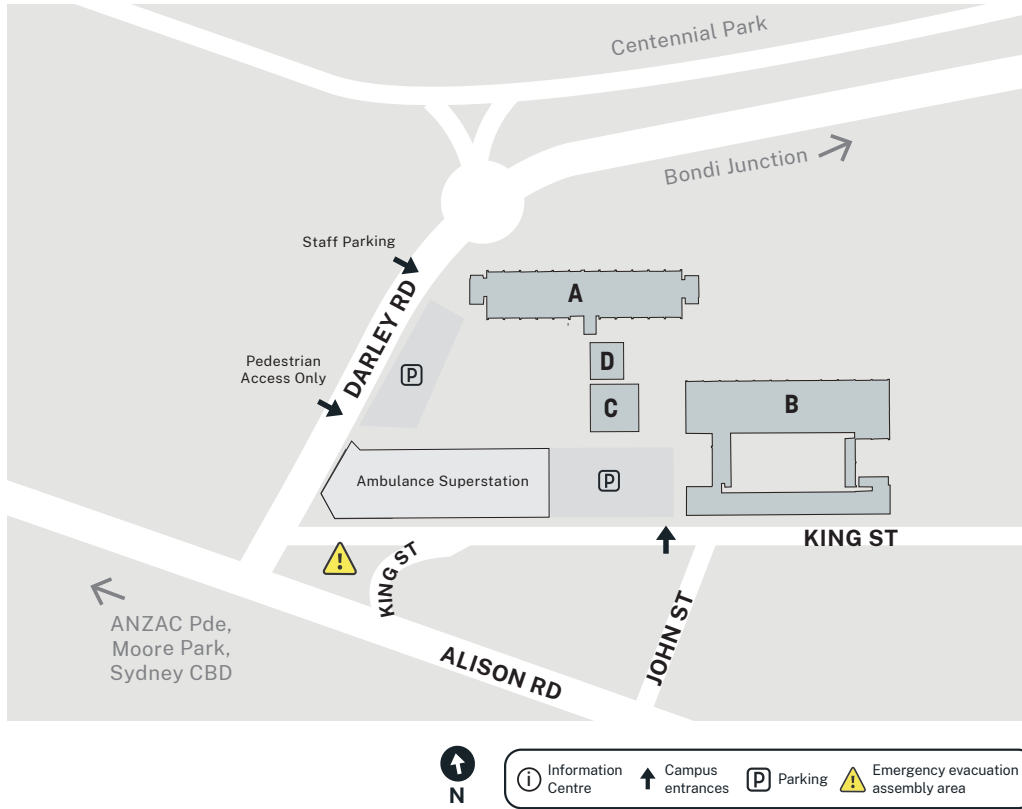 Centennial Park
Bondi Junction
Staff Parking
DARLEY RD
A
D
C
B
Pedestrian
Access Only
P
Ambulance Superstation
P
KING ST
!
KING ST
JOHN ST
ALISON RD
ANZAC Pde,
Moore Park,
Sydney CBD
N
i
Information
Centre
Campus
entrances
P
Parking
!
Emergency evacuation
assembly area